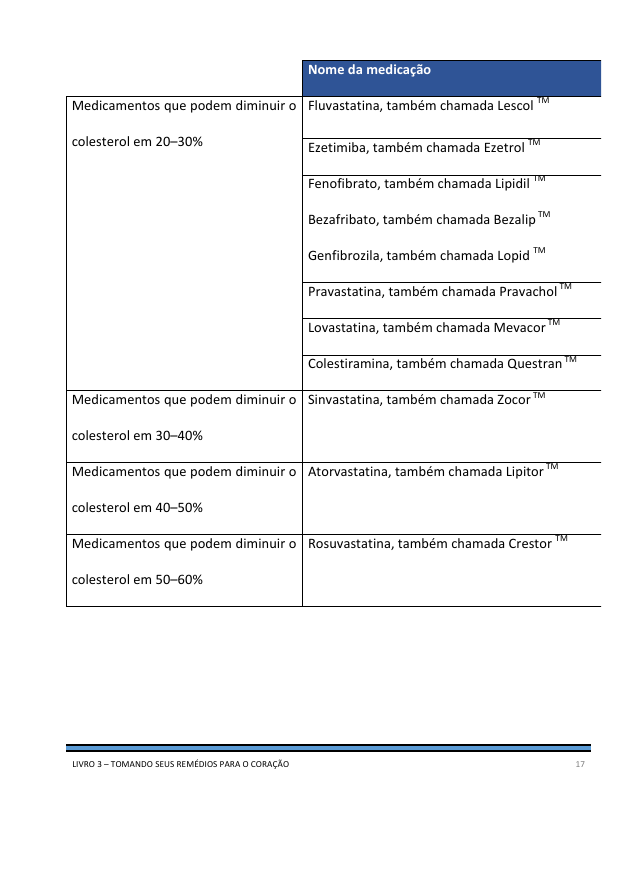 Nome da medicação
Medicamentos que podem diminuir o
colesterol em 20–30%
Fluvastatina, também chamada Lescol TM
Ezetimiba, também chamada Ezetrol TM
Fenofibrato, também chamada Lipidil TM
Bezafribato, também chamada Bezalip TM
Genfibrozila, também chamada Lopid TM
Pravastatina, também chamada Pravachol TM
Lovastatina, também chamada Mevacor TM
Colestiramina, também chamada Questran TM
Medicamentos que podem diminuir o
colesterol em 30–40%
Sinvastatina, também chamada Zocor TM
Medicamentos que podem diminuir o
colesterol em 40–50%
Atorvastatina, também chamada Lipitor TM
Medicamentos que podem diminuir o
colesterol em 50–60%
Rosuvastatina, também chamada Crestor TM
LIVRO 3 – TOMANDO SEUS REMÉDIOS PARA O CORAÇÃO
17